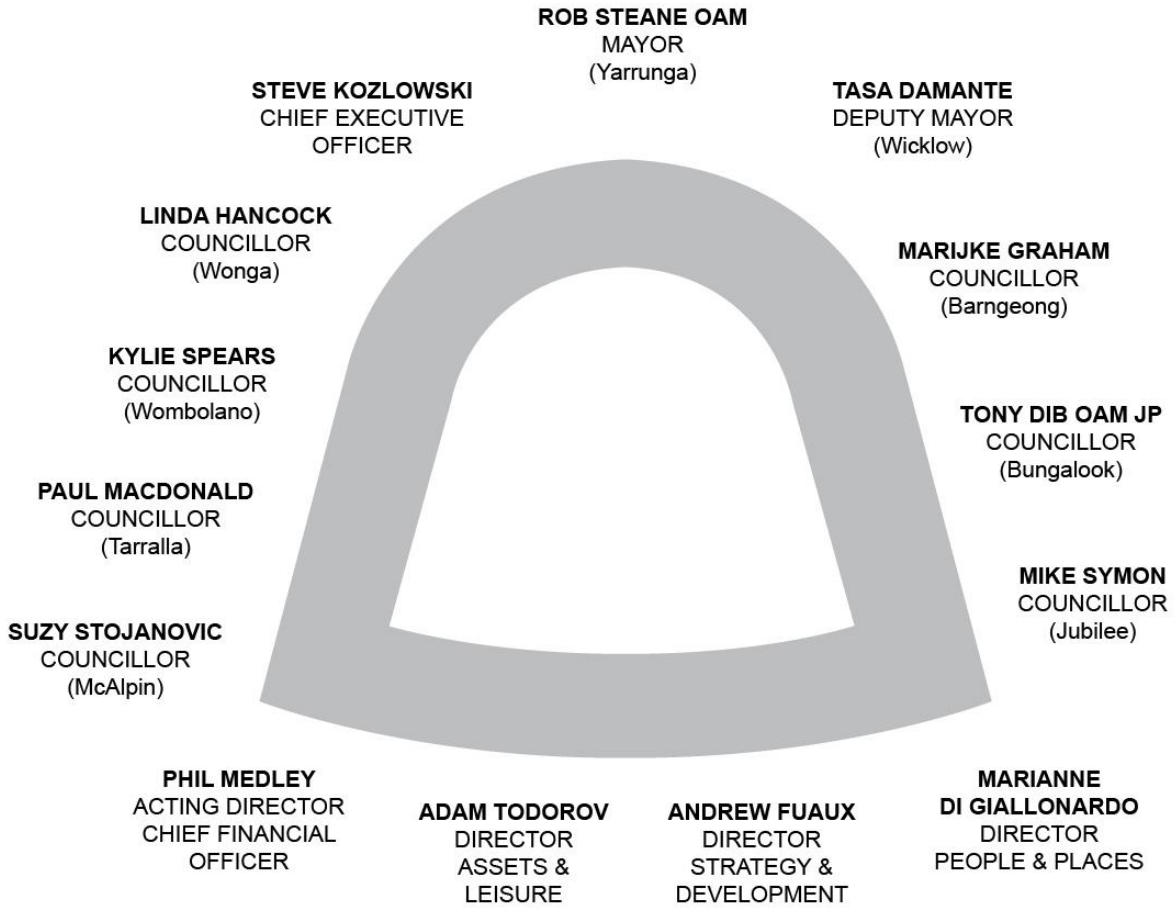 ROB STEANE OAM
MAYOR
(Yarrunga)
STEVE KOZLOWSKI
CHIEF EXECUTIVE
OFFICER
TASA DAMANTE
DEPUTY MAYOR
(Wicklow)
LINDA HANCOCK
COUNCILLOR
(Wonga)
MARIJKE GRAHAM
COUNCILLOR
(Barngeong)
KYLIE SPEARS
COUNCILLOR
(Wombolano)
TONY DIB OAM JP
COUNCILLOR
(Bungalook)
PAUL MACDONALD
COUNCILLOR
(Tarralla)
MIKE SYMON
COUNCILLOR
(Jubilee)
SUZY STOJANOVIC
COUNCILLOR
(McAlpin)
PHIL MEDLEY
ACTING DIRECTOR
CHIEF FINANCIAL
OFFICER
ADAM TODOROV
DIRECTOR
ASSETS &
LEISURE
ANDREW FUAUX
DIRECTOR
STRATEGY &
DEVELOPMENT
MARIANNE
DI GIALLONARDO
DIRECTOR
PEOPLE & PLACES